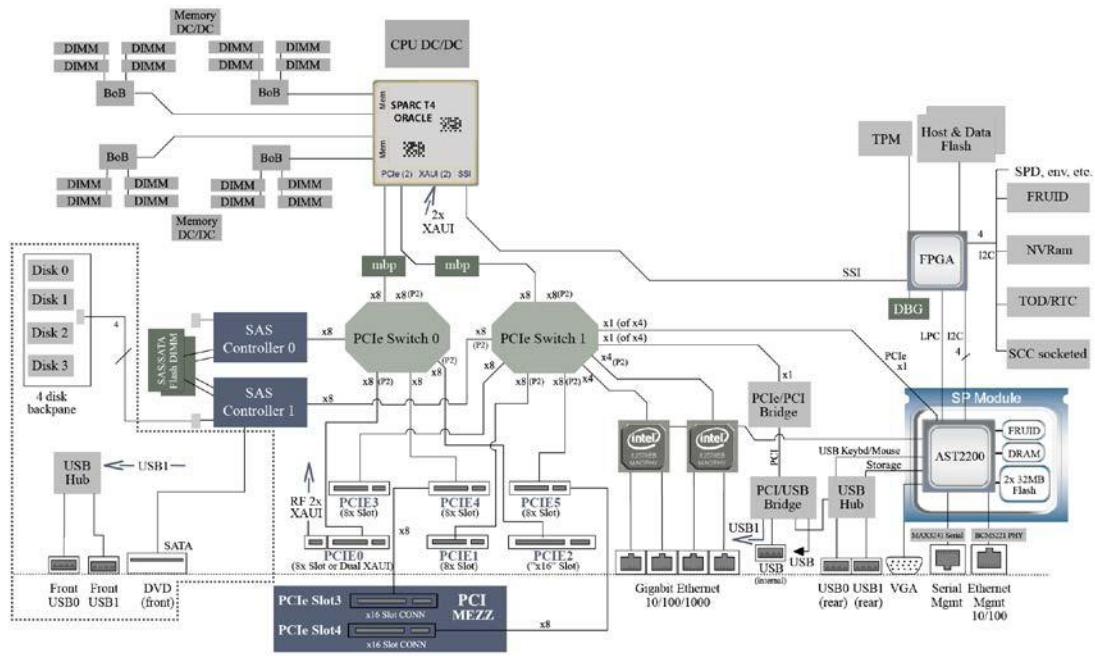 Memory
DC/DC
DIMM
DIMM
DIMM
DIMM
DIMM
DIMM
DIMM
DIMM
BoB
BoB
CPU DC/DC
Mem
SPARC T4
ORACLE
Mem
PCIe (2) XAUI (2) SSI
BoB
BoB
DIMM
DIMM
DIMM
DIMM
DIMM
DIMM
DIMM
DIMM
Memory
DC/DC
2x
XAUI
TPM
Host & Data
Flash
SPD, env, etc.
FRUID
4
I2C
NVRam
FPGA
SSI
DBG
TOD/RTC
LPC
I2C
4
SCC socketed
mbp
mbp
x8
x8(P2)
x8
x8(P2)
Disk 0
Disk 1
Disk 2
Disk 3
4 disk
backpane
4
SAS/SATA
Flash DIMM
SAS
Controller 0
SAS
Controller 1
x8
x8
PCIe Switch 0
PCIe Switch 1
x8
(P2)
x8
(P2)
x8 (P2)
x8
x8
x8 (P2)
x8(P2)
x4
x1 (of x4)
x1 (of x4)
x4(P2)
PCIe
x1
x1
PCIe/PCI
Bridge
PCI
PCI/USB
Bridge
SP Module
AST2200
FRUID
DRAM
2x 32MB
Flash
USB Keybd/Mouse
Storage
USB
Hub
MAX3241 Serial
BCM5221 PHY
intel
intel
USB
Hub
USB1
RF 2x
XAUI
PCIE3
(8x Slot)
PCIE4
(8x Slot)
PCIE5
(8x Slot)
x8
PCIE0
(8x Slot or Dual XAUI)
PCIE1
(8x Slot)
PCIE2
("x16" Slot)
SATA
Front
USB0
Front
USB1
DVD
(front)
Gigabit Ethernet
10/100/1000
USB1
USB
(internal)
USB
USB0
(rear)
USB1
(rear)
VGA
Serial
Mgmt
Ethernet
Mgmt
10/100
PCIe Slot3
x16 Slot CONN
PCI
MEZZ
PCIe Slot4
x16 Slot CONN
x8